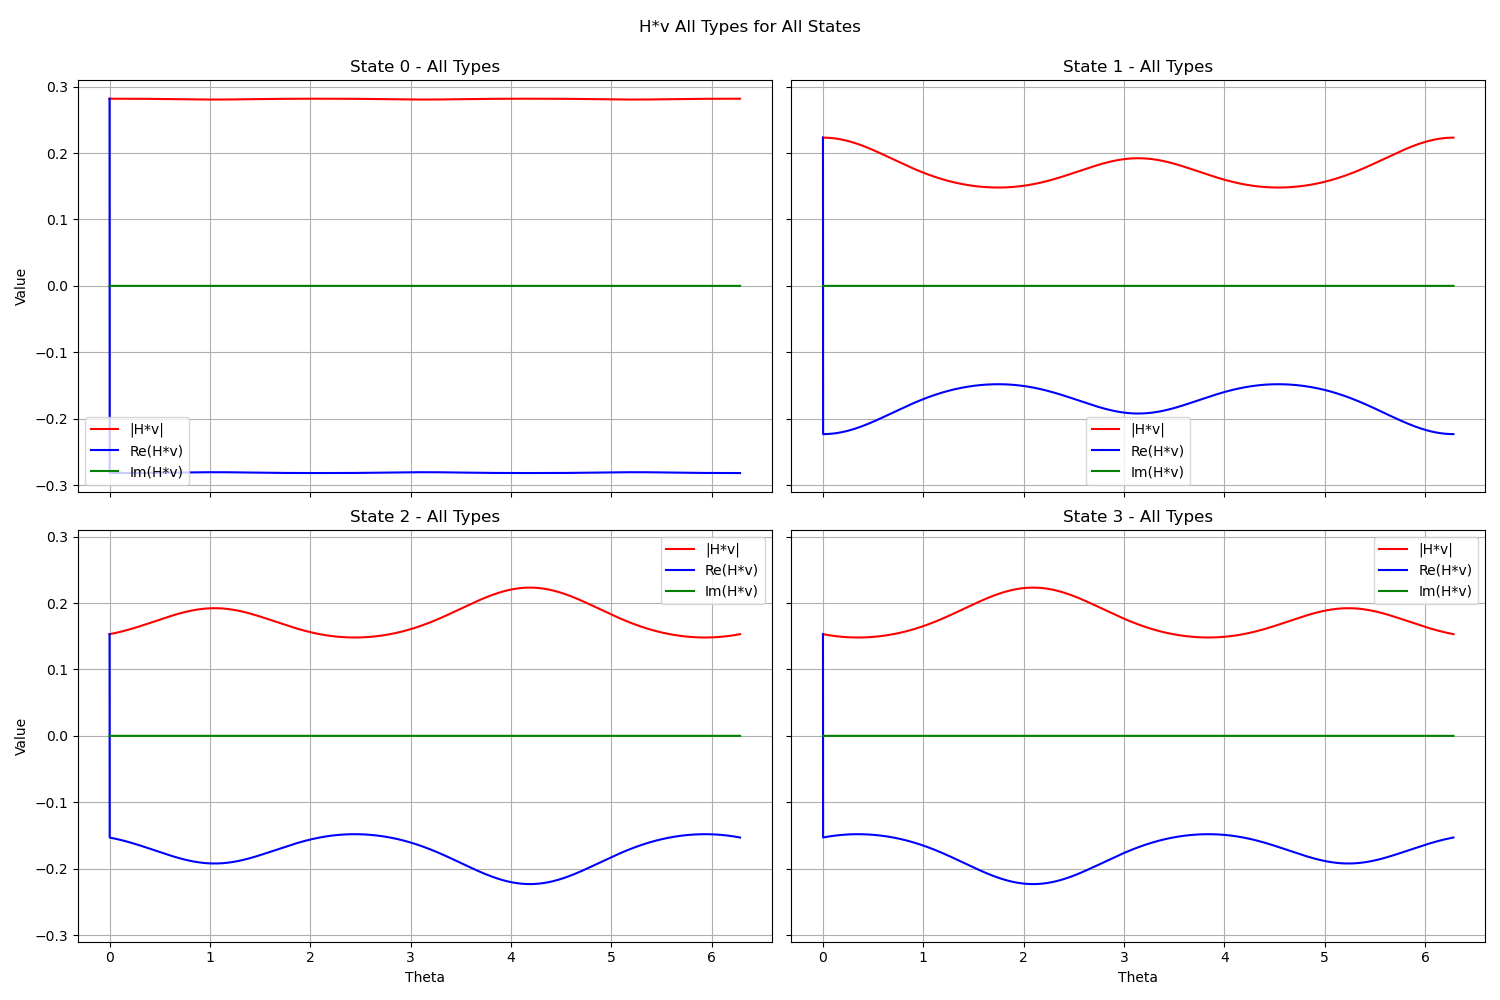 H*v All Types for All States
State 0 - All Types
0.3
0.2
0.1
0.0
−0.1
−0.2
−0.3
Value
|H*v|
Re(H*v)
Im(H*v)
State 1 - All Types
|H*v|
Re(H*v)
Im(H*v)
State 2 - All Types
0.3
0.2
0.1
0.0
−0.1
−0.2
−0.3
Value
|H*v|
Re(H*v)
Im(H*v)
0 1 2 3 4 5 6
Theta
State 3 - All Types
|H*v|
Re(H*v)
Im(H*v)
0 1 2 3 4 5 6
Theta